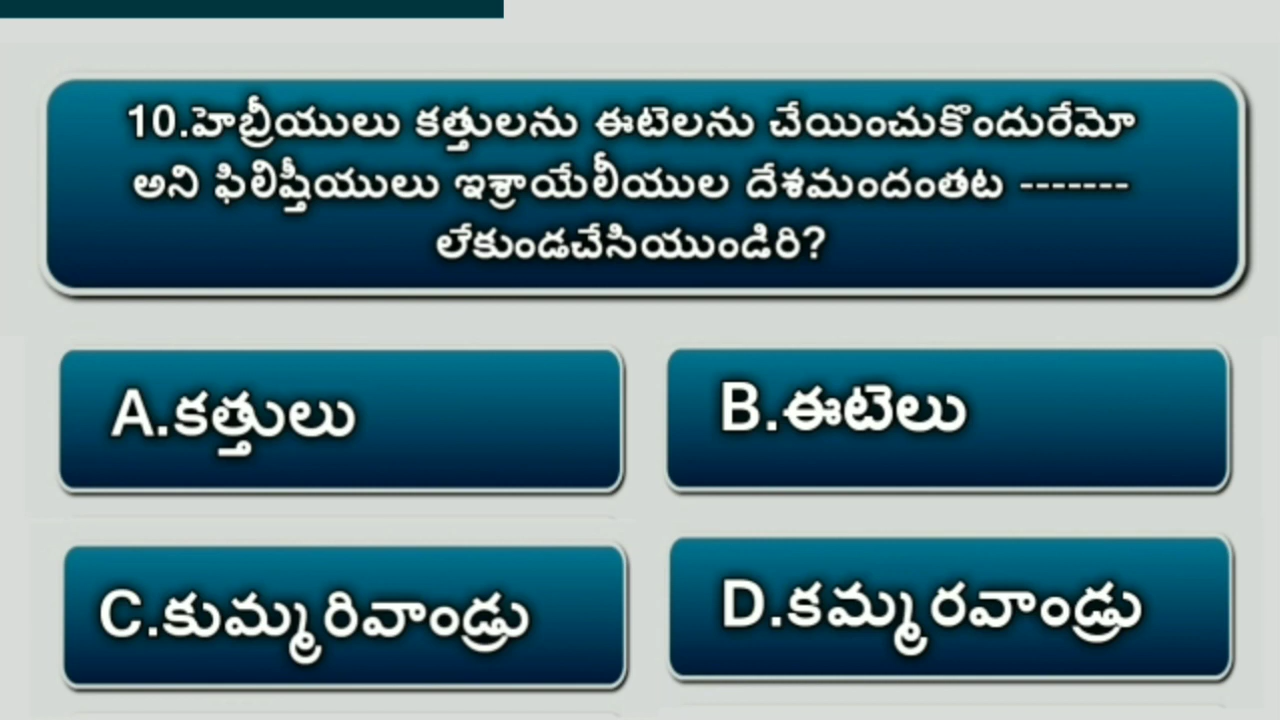 10.హెబ్రీయులు కత్తులను ఈటెలను చేయించుకొందురేమో
అని ఫిలిష్తీయులు ఇశ్రాయేలీయుల దేశమందంతట -------
లేకుండచేసియుండిరి?
A.కత్తులు
B.ఈటెలు
C.కుమ్మరివాండ్రు
D.కమ్మరవాండ్రు